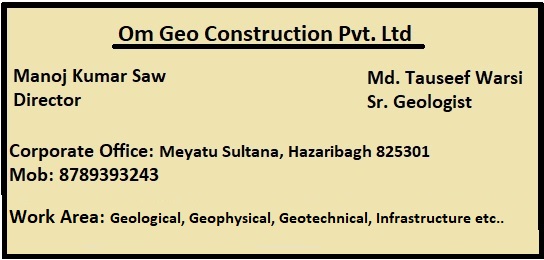 Om Geo Construction Pvt. Ltd
Manoj Kumar Saw
Director
Md. Tauseef Warsi
Sr. Geologist
Corporate Office: Meyatu Sultana, Hazaribagh 825301
Mob: 8789393243
Work Area: Geological, Geophysical, Geotechnical, Infrastructure etc..